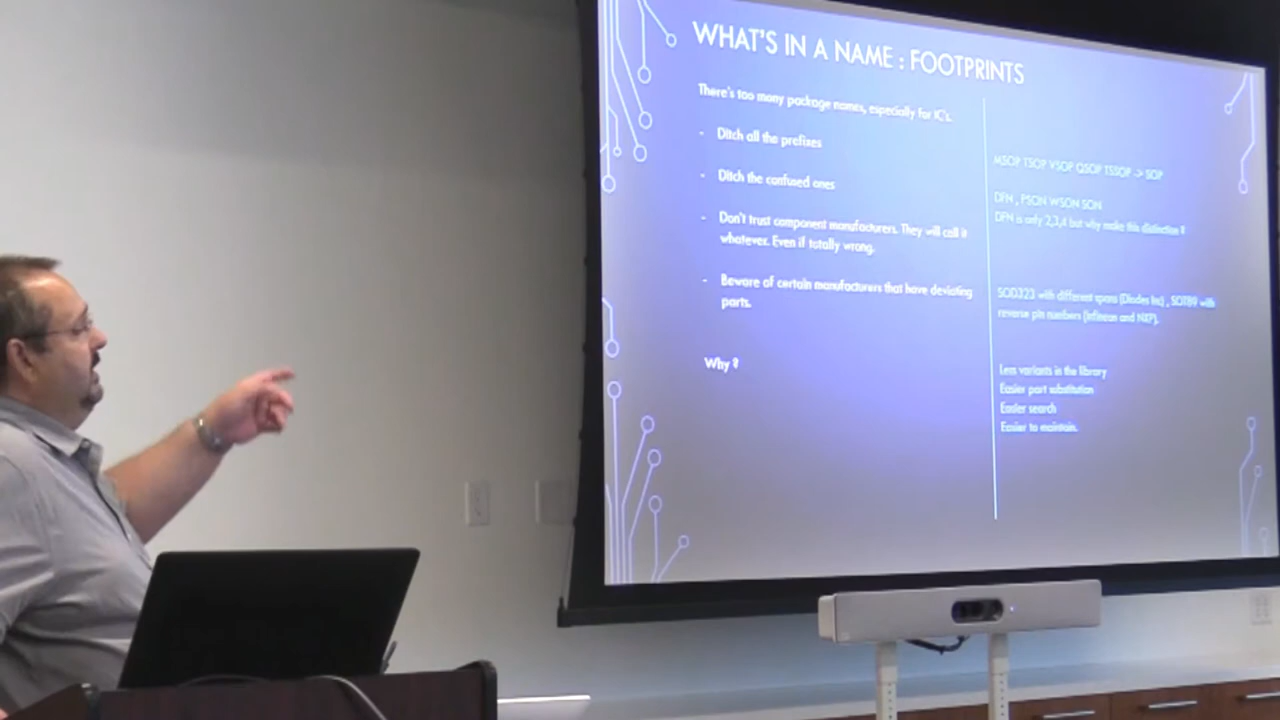 WHAT'S IN A NAME : FOOTPRINTS
There's too many package names, especially for IC's.
- Ditch all the prefixes
- Ditch the confused ones
- Don't trust component manufacturers. They will call it
whatever. Even if totally wrong.
- Beware of certain manufacturers that have deviating
parts.
Why ?
MSOP TSOP VSOP QSOP TSSOP -> SOP
DFN , PSON WSON SON
DFN is only 2,3,4 but why make this distinction ?
SOD323 with different spans (Diodes Inc) , SOT89 with
reverse pin numbers (Infineon and NXP).
Less variants in the library
Easier part substitution
Easier search
Easier to maintain.